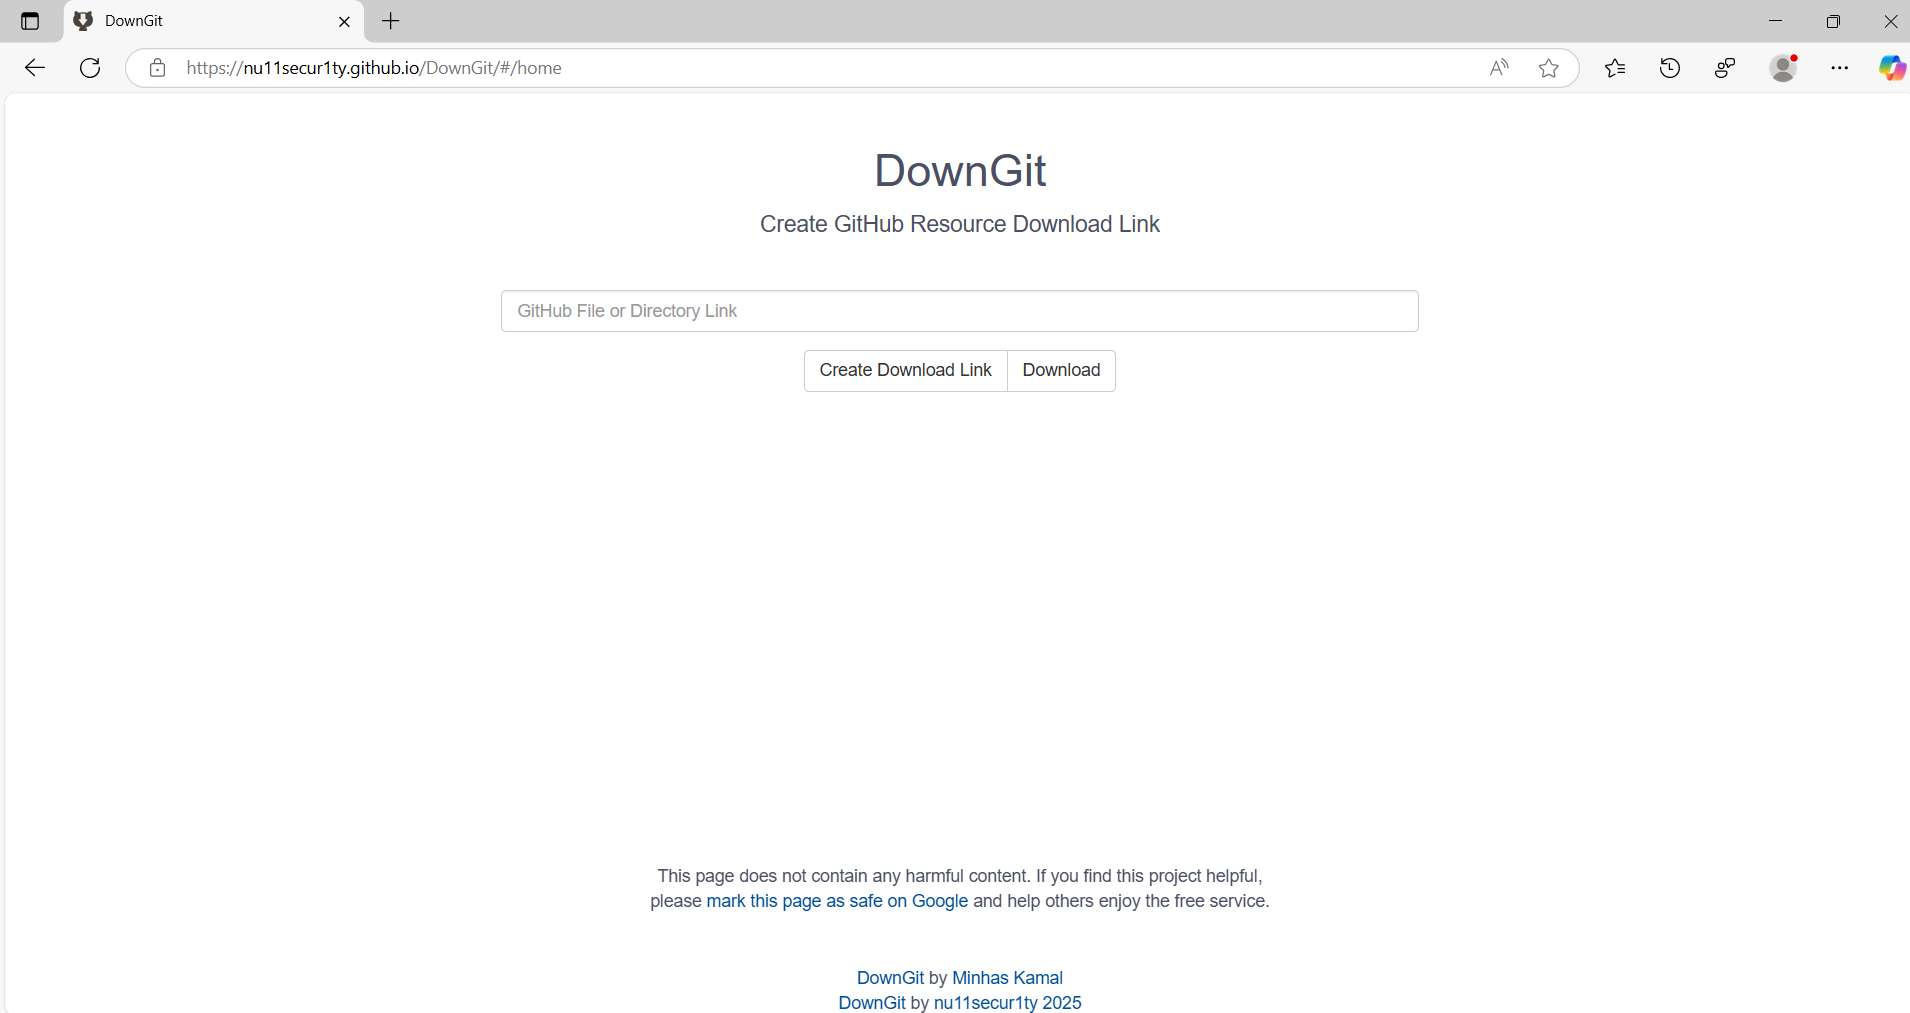 DownGit
https://nu11secur1ty.github.io/DownGit/#/home
DownGit
Create GitHub Resource Download Link
GitHub File or Directory Link
Create Download Link Download
This page does not contain any harmful content. If you find this project helpful,
please mark this page as safe on Google and help others enjoy the free service.
DownGit by Minhas Kamal
DownGit by nu11secur1ty 2025